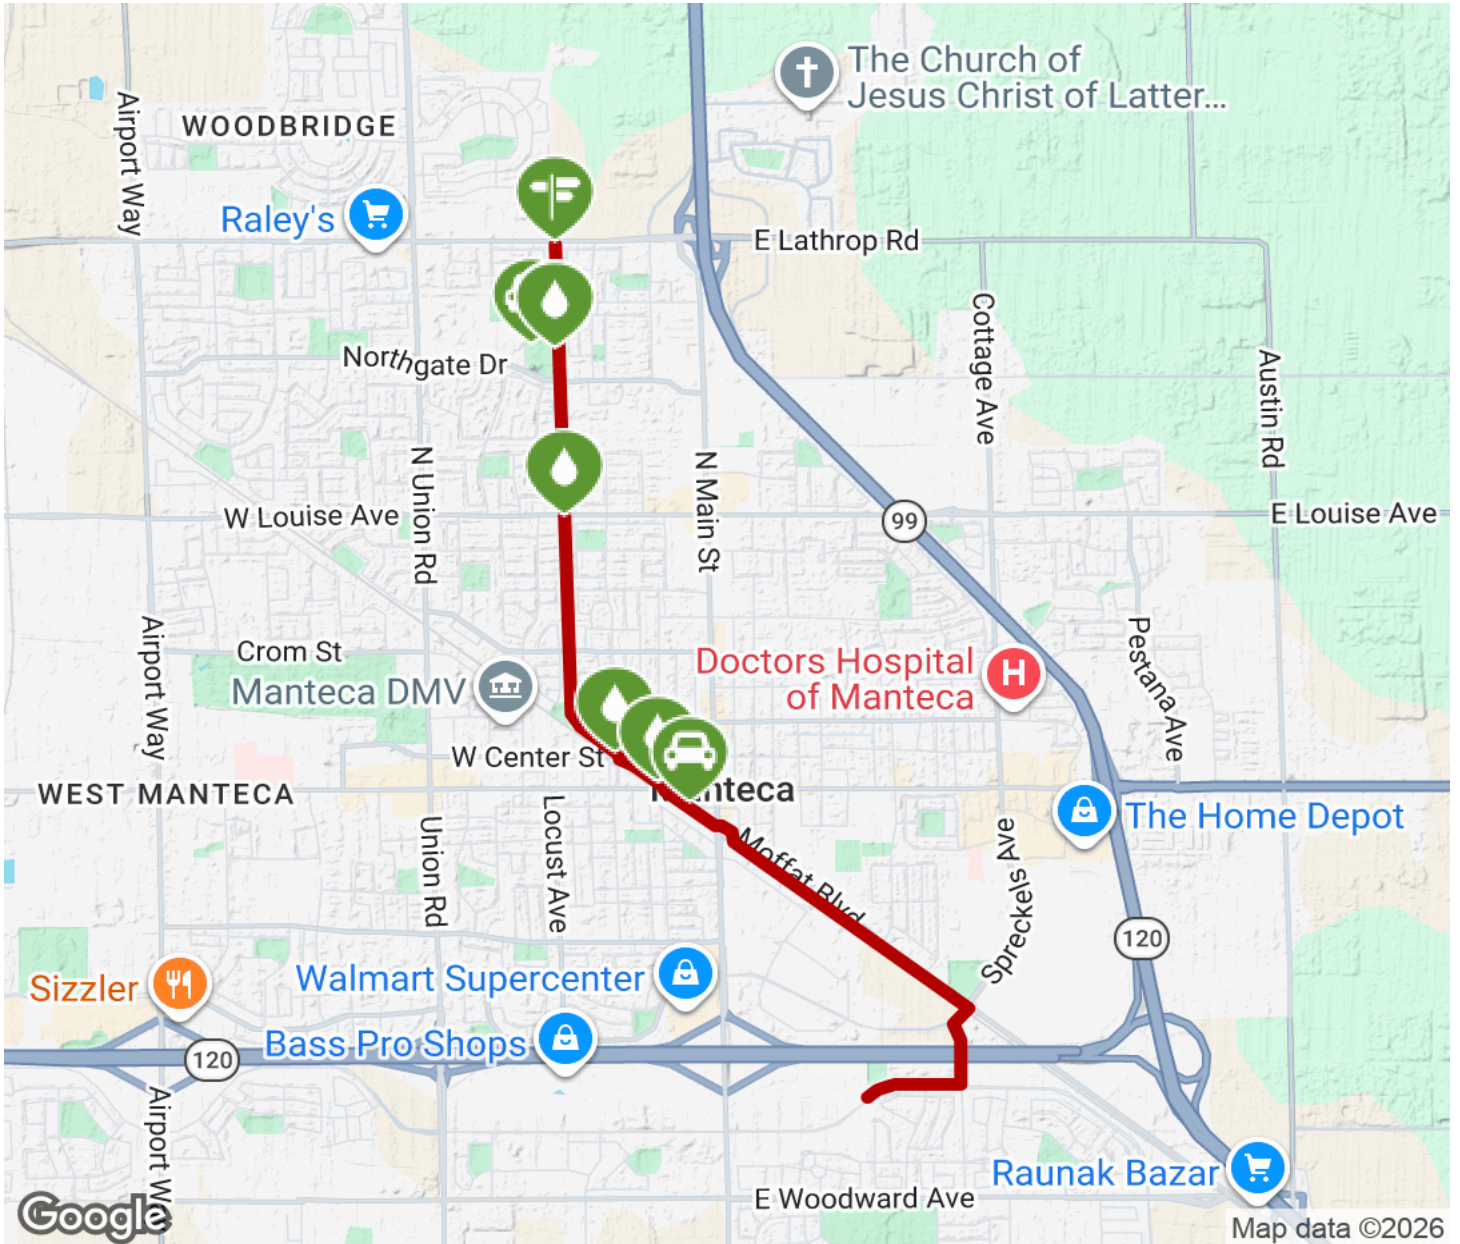 The Church of
Jesus Christ of Latter...
Airport Way
WOODBRIDGE
Raley's
E Lathrop Rd
Cottage Ave
Northgate Dr
Austin Rd
N Union Rd
N Main St
W Louise Ave
99
E Louise Ave
Airport Way
Crom St
Pestana Ave
Doctors Hospital
of Manteca
H
Manteca DMV
W Center St
WEST MANTECA
Manteca
Locust Ave
Union Rd
The Home Depot
Moffat Blvd
Spreckels Ave
120
Sizzler
Walmart Supercenter
Bass Pro Shops
120
Airport Way
Raunak Bazar
E Woodward Ave
Google
Map data ©2026